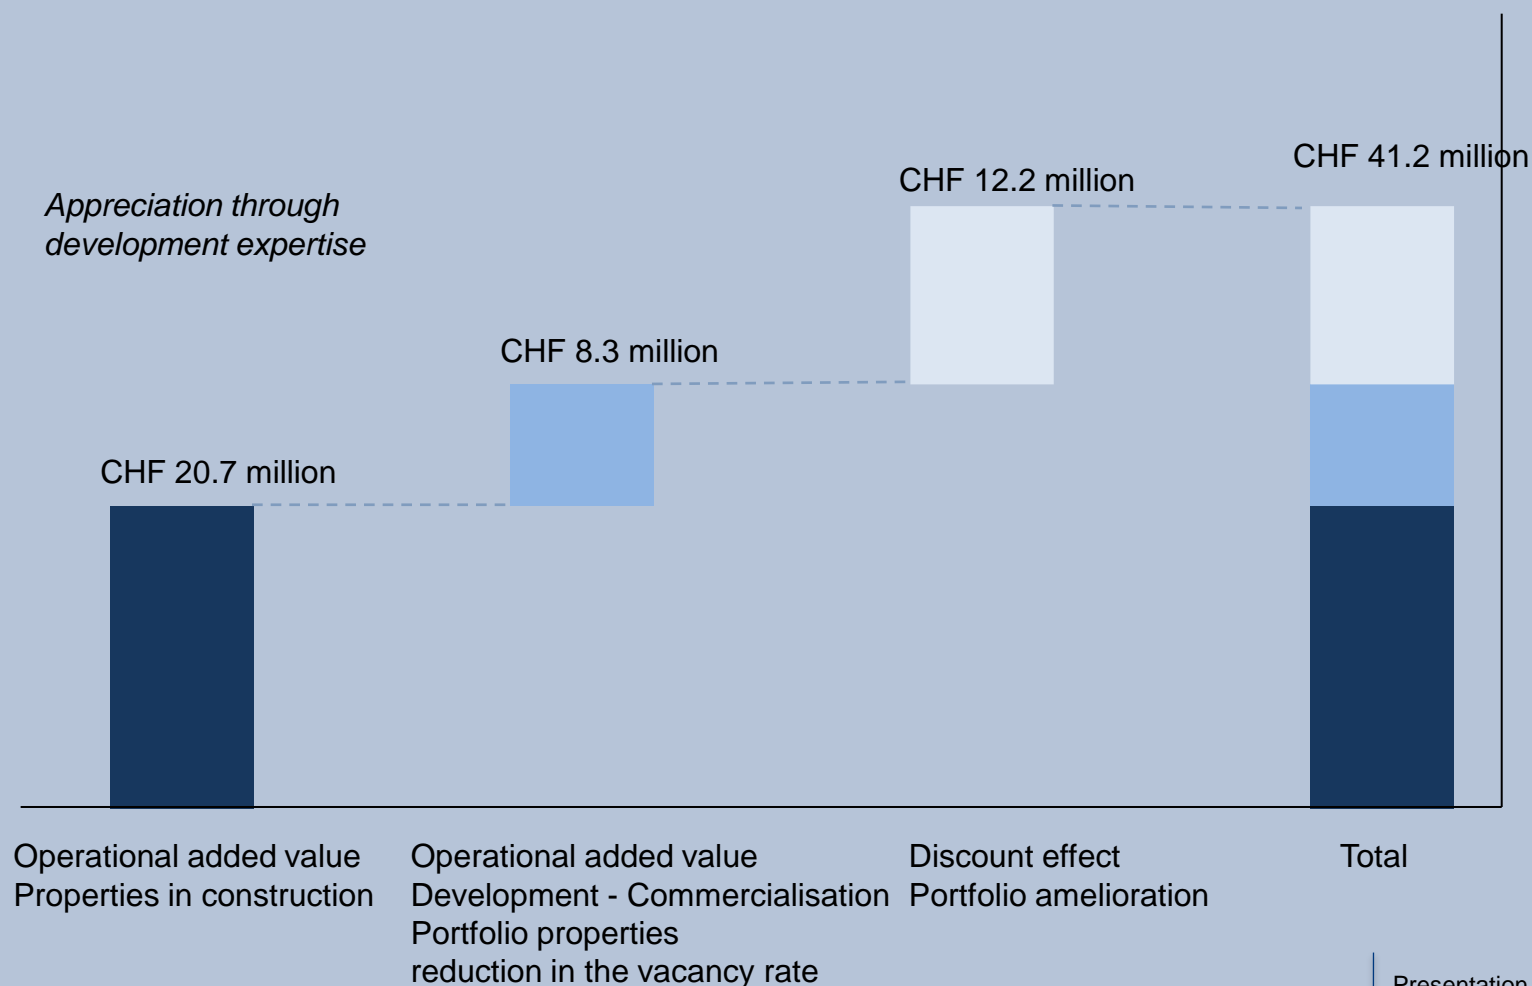 CHF 41.2 million
CHF 12.2 million
Appreciation through
development expertise
CHF 8.3 million
CHF 20.7 million
Operational added value
Properties in construction
Operational added value
Development - Commercialisation
Portfolio properties
reduction in the vacancy rate
Discount effect
Portfolio amelioration
Total
Presentation